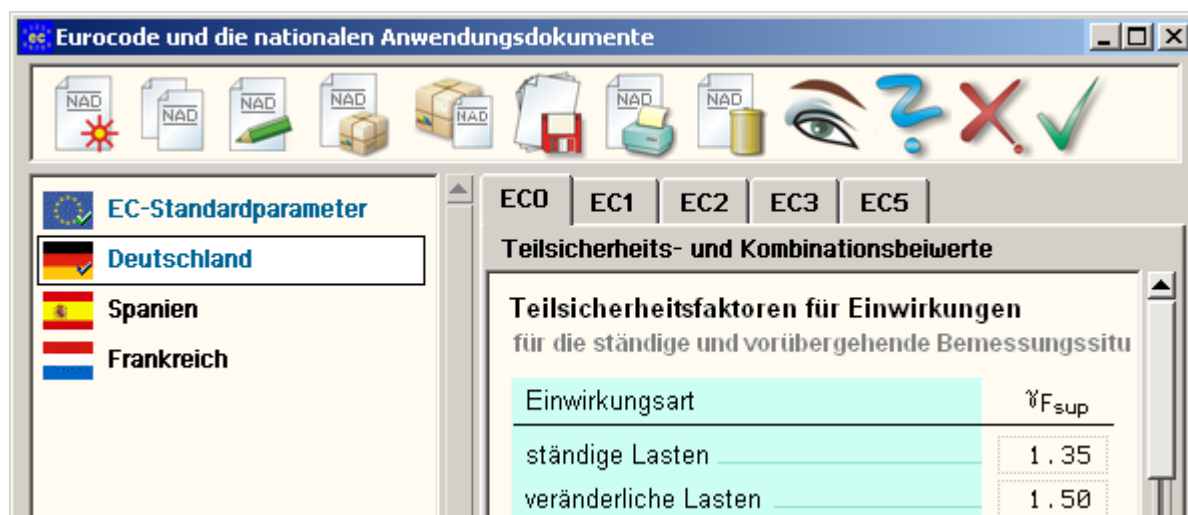 ec Eurocode und die nationalen Anwendungsdokumente
NAD NAD NAD NAD NAD NAD NAD
EC-Standardparameter
Deutschland
Spanien
Frankreich
EC0 EC1 EC2 EC3 EC5
Teilsicherheits- und Kombinationsbeiwerte
Teilsicherheitsfaktoren für Einwirkungen
für die ständige und vorübergehende Bemessungssitu
Einwirkungsart γFsup
ständige Lasten 1.35
veränderliche Lasten 1.50